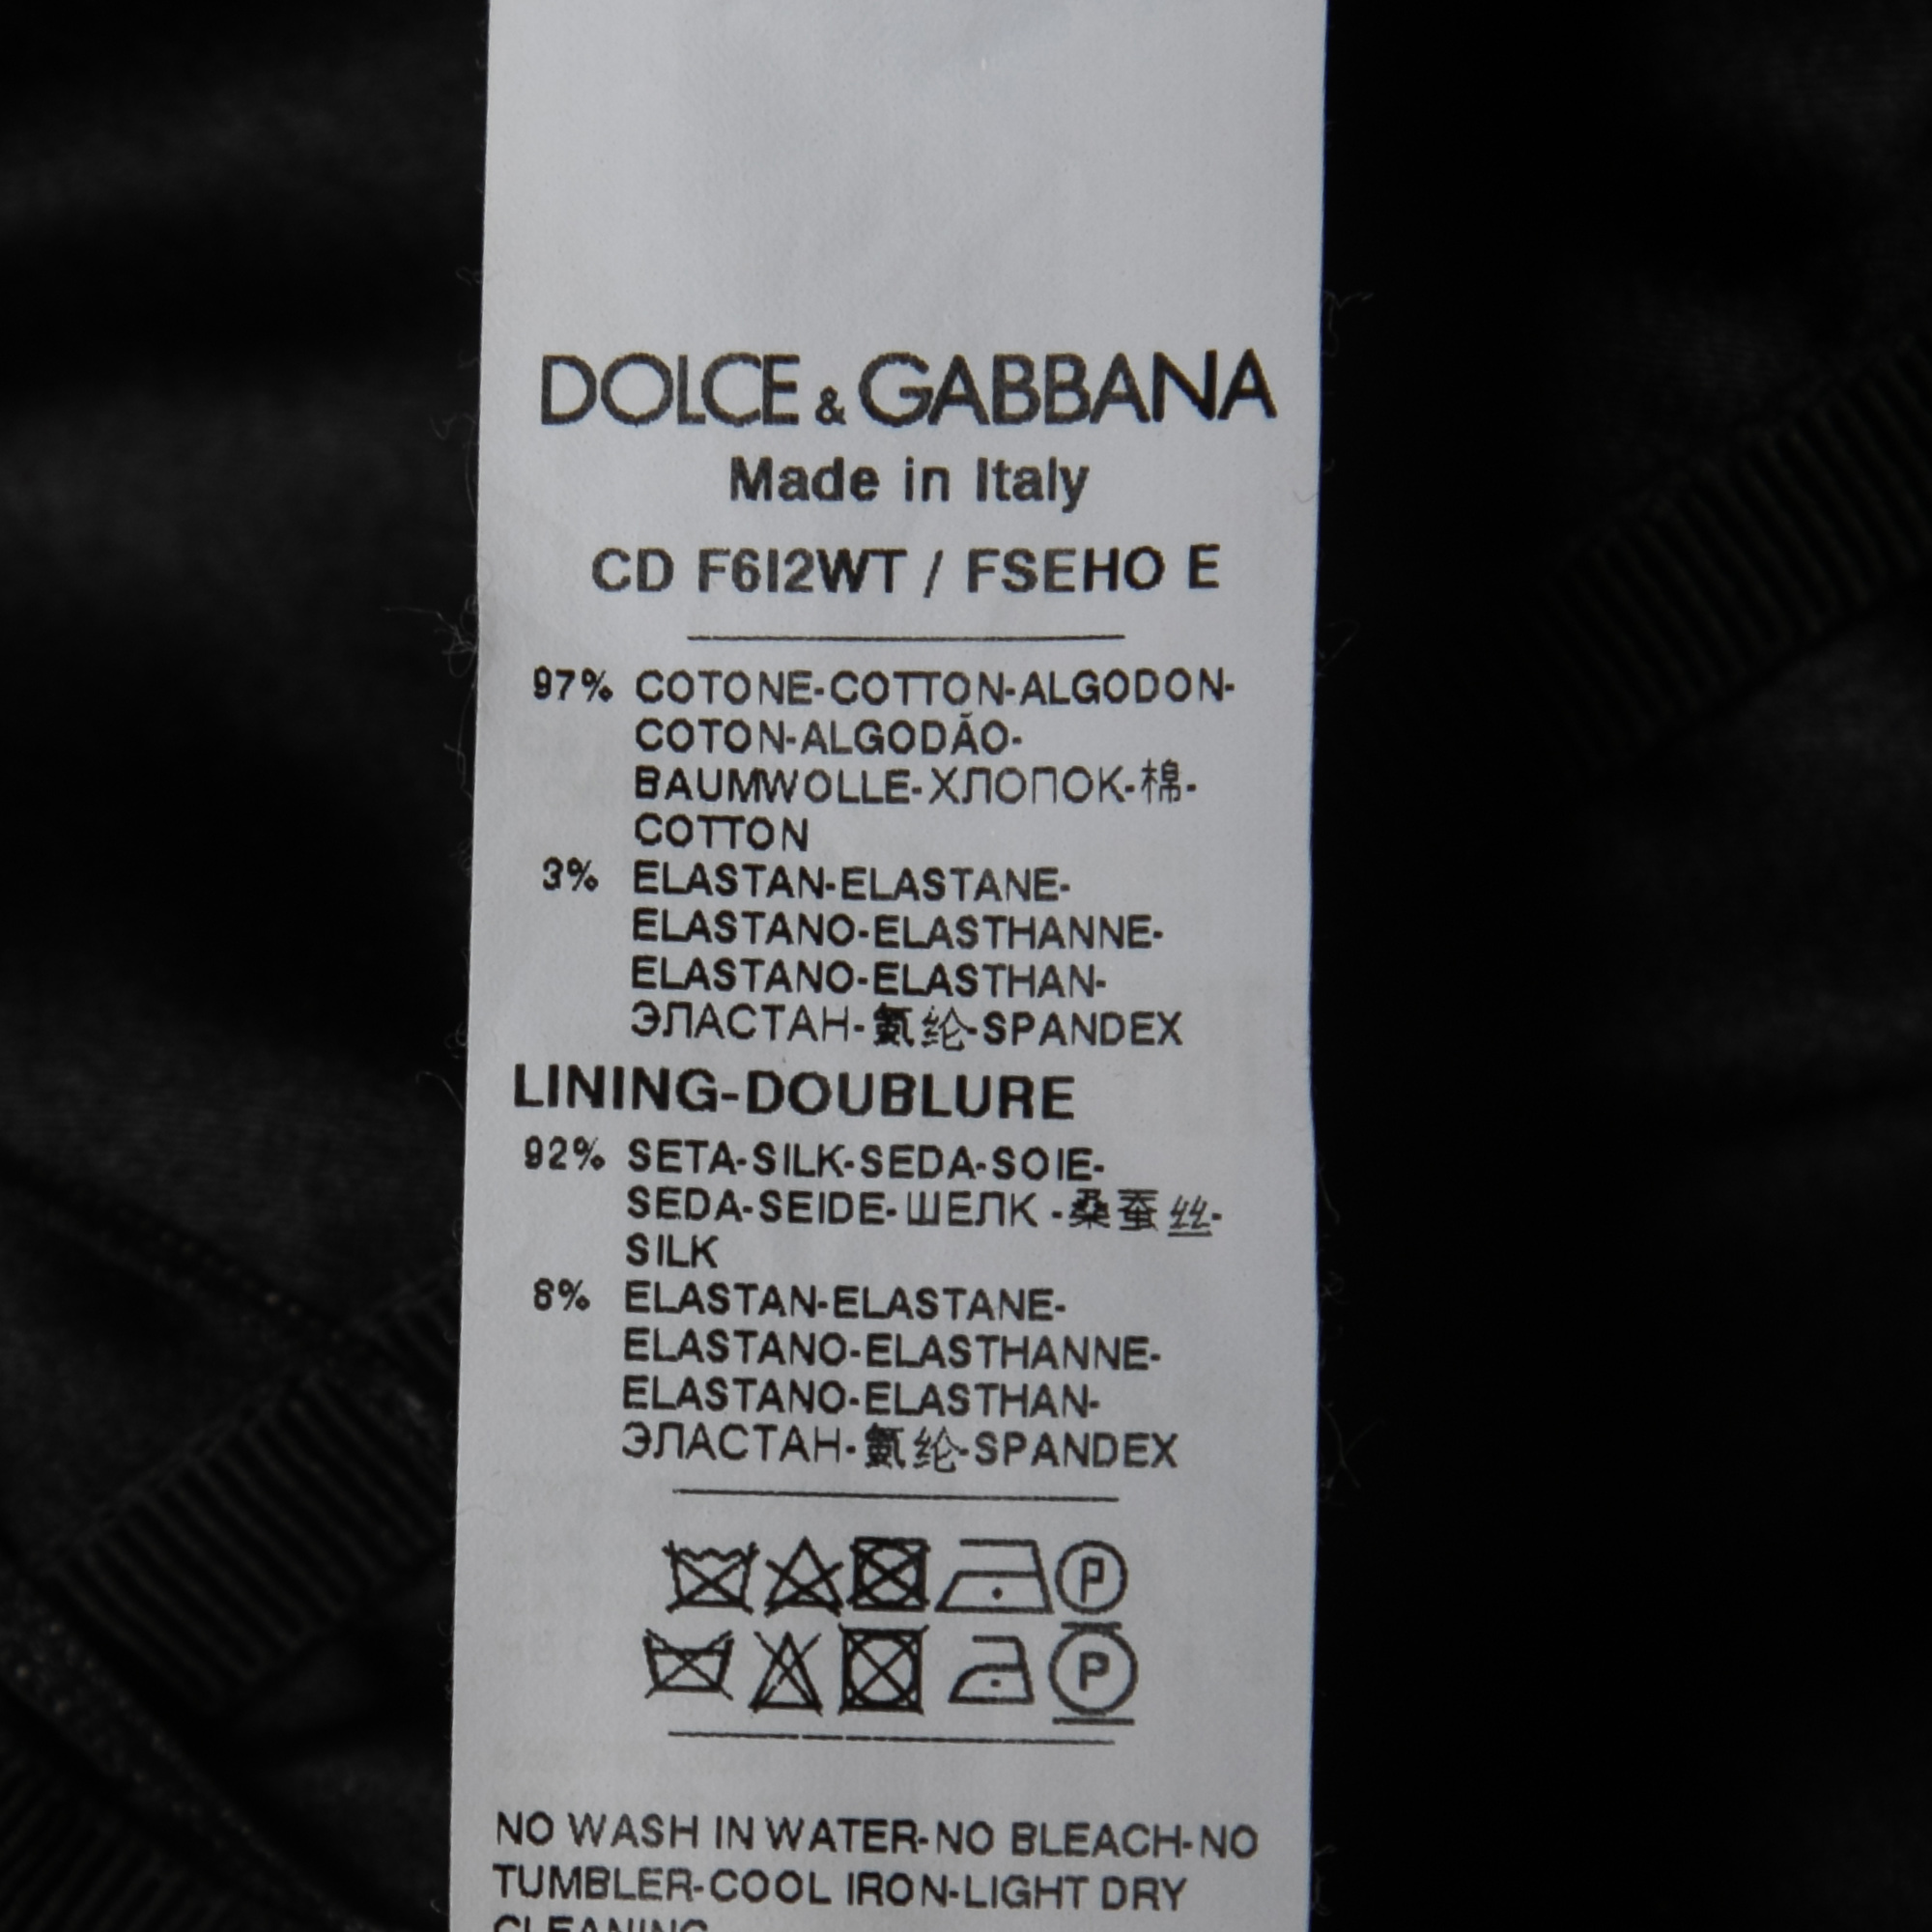 DOLCE & GABBANA
Made in Italy
CD F6I2WT / FSEHO E
97% COTONE-COTTON-ALGODON-
COTON-ALGODÃO-
BAUMWOLLE-ХЛОПОК-棉-
COTTON
3% ELASTAN-ELASTANE-
ELASTANO-ELASTHANNE-
ELASTANO-ELASTHAN-
ЭЛАСТАН-氨纶-SPANDEX
LINING-DOUBLURE
92% SETA-SILK-SEDA-SOIE-
SEDA-SEIDE-ШЕЛК -桑蚕丝-
SILK
8% ELASTAN-ELASTANE-
ELASTANO-ELASTHANNE-
ELASTANO-ELASTHAN-
ЭЛАСТАН-氨纶-SPANDEX
P
P
NO WASH IN WATER-NO BLEACH-NO
TUMBLER-COOL IRON-LIGHT DRY
CLEANING